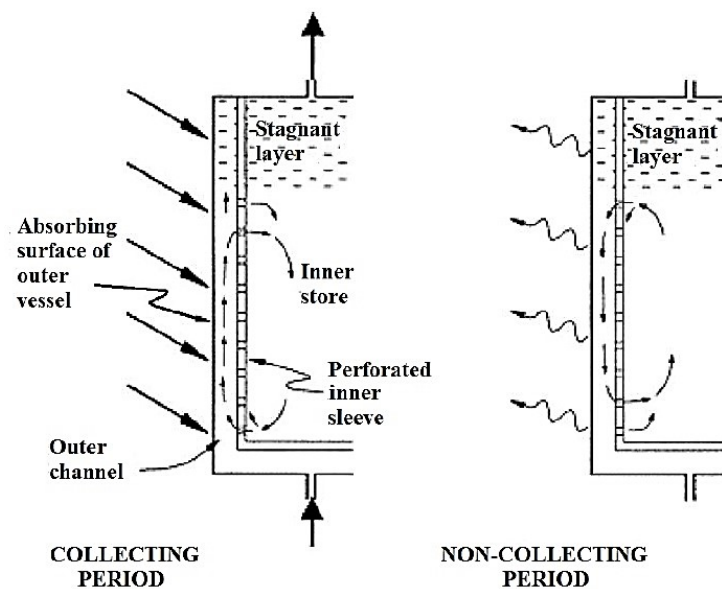 Stagnant
layer
Absorbing
surface of
outer
vessel
Inner
store
Perforated
inner
sleeve
Outer
channel
COLLECTING
PERIOD
Stagnant
layer
NON-COLLECTING
PERIOD